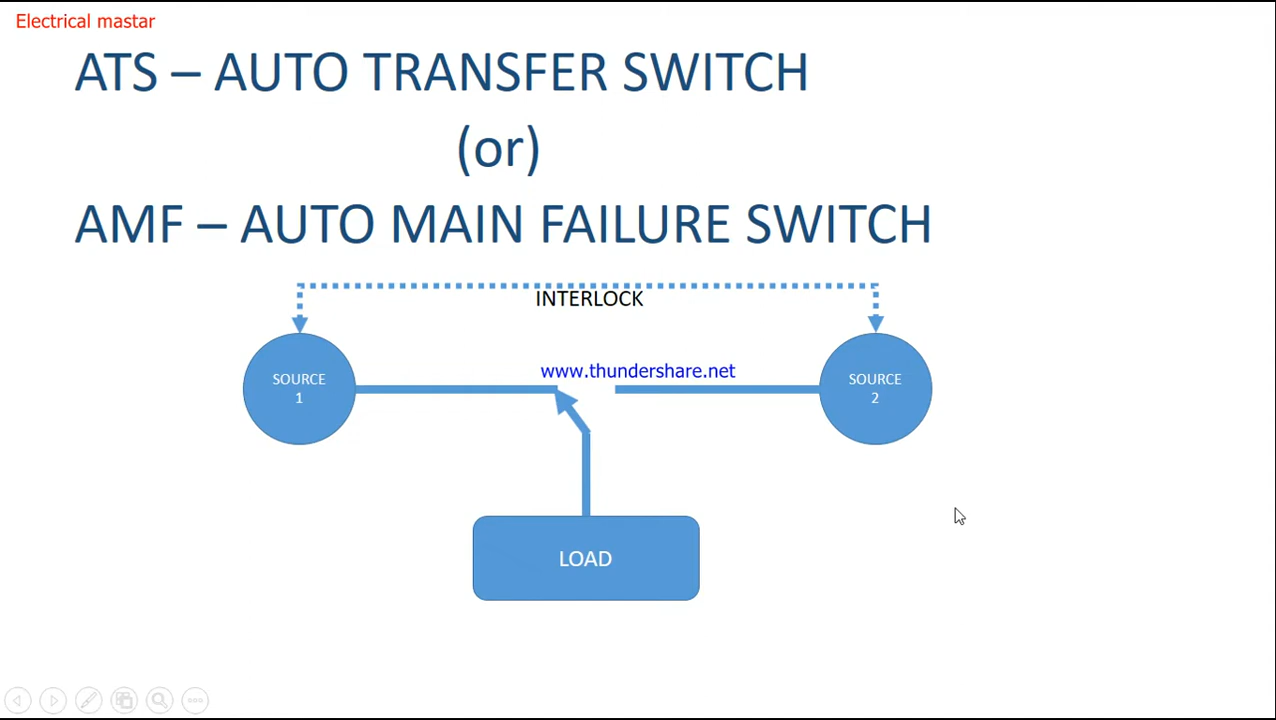 Electrical mastar
ATS – AUTO TRANSFER SWITCH
(or)
AMF – AUTO MAIN FAILURE SWITCH
INTERLOCK
www.thundershare.net
SOURCE
1
SOURCE
2
LOAD